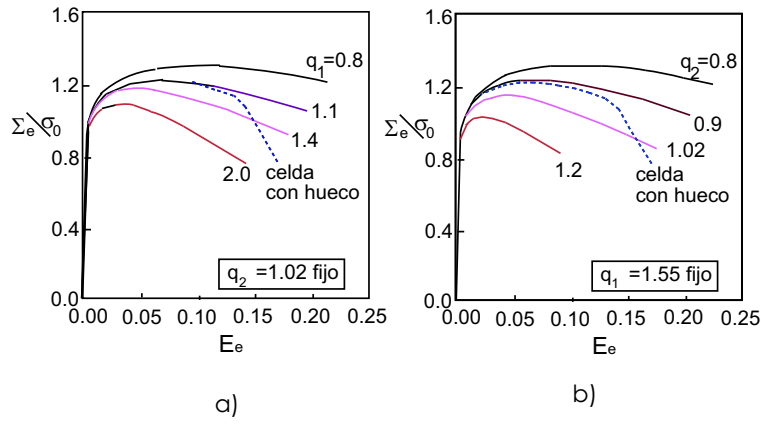 1.6
1.2
0.8
0.4
0.0
Σe/σ0
q1=0.8
1.1
1.4
2.0
celda
con hueco
q2 =1.02 fijo
0.00 0.05 0.10 0.15 0.20 0.25
Ee
a)
1.6
1.2
0.8
0.4
0.0
Σe/σ0
q2=0.8
0.9
1.02
1.2
celda
con hueco
q1 =1.55 fijo
0.00 0.05 0.10 0.15 0.20 0.25
Ee
b)